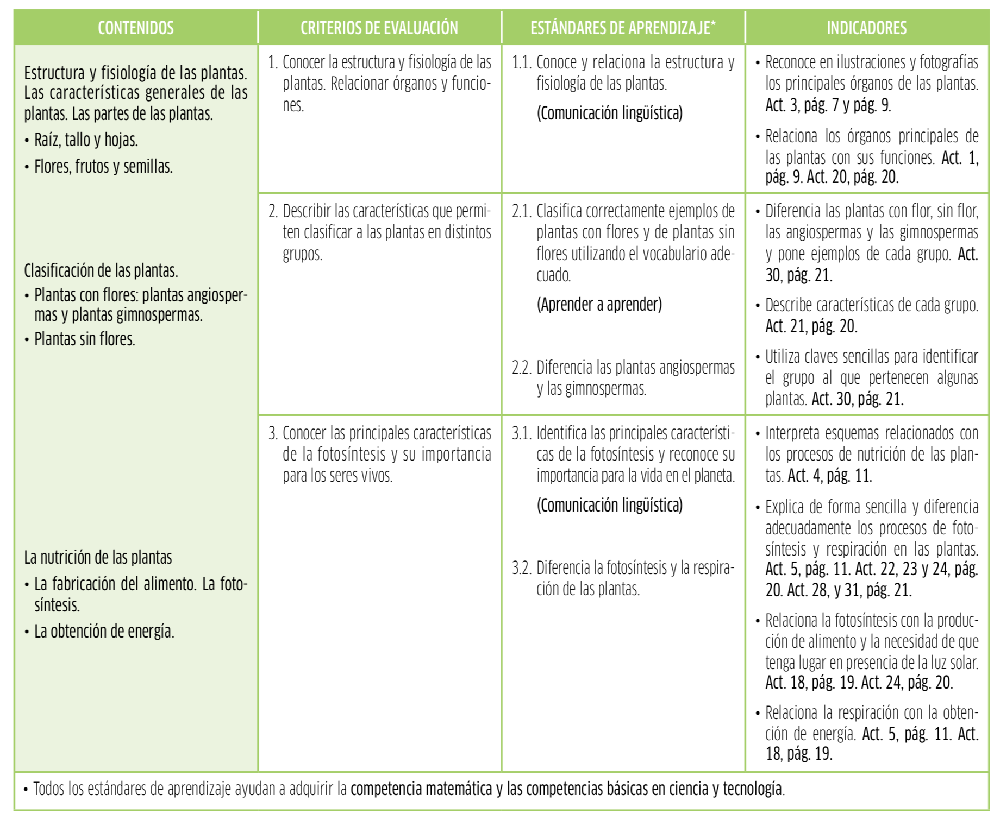 CONTENIDOS
CRITERIOS DE EVALUACIÓN
ESTÁNDARES DE APRENDIZAJE*
INDICADORES
Estructura y fisiología de las plantas.
Las características generales de las
plantas. Las partes de las plantas.
• Raíz, tallo y hojas.
• Flores, frutos y semillas.
1. Conocer la estructura y fisiología de las
plantas. Relacionar órganos y funcio-
nes.
1.1. Conoce y relaciona la estructura y
fisiología de las plantas.
(Comunicación lingüística)
• Reconoce en ilustraciones y fotografías
los principales órganos de las plantas.
Act. 3, pág. 7 y pág. 9.
• Relaciona los órganos principales de
las plantas con sus funciones. Act. 1,
pág. 9. Act. 20, pág. 20.
Clasificación de las plantas.
• Plantas con flores: plantas angiosper-
mas y plantas gimnospermas.
• Plantas sin flores.
2. Describir las características que permi-
ten clasificar a las plantas en distintos
grupos.
2.1. Clasifica correctamente ejemplos de
plantas con flores y de plantas sin
flores utilizando el vocabulario ade-
cuado.
(Aprender a aprender)
2.2. Diferencia las plantas angiospermas
y las gimnospermas.
• Diferencia las plantas con flor, sin flor,
las angiospermas y las gimnospermas
y pone ejemplos de cada grupo. Act.
30, pág. 21.
• Describe características de cada grupo.
Act. 21, pág. 20.
• Utiliza claves sencillas para identificar
el grupo al que pertenecen algunas
plantas. Act. 30, pág. 21.
La nutrición de las plantas
• La fabricación del alimento. La foto-
síntesis.
• La obtención de energía.
3. Conocer las principales características
de la fotosíntesis y su importancia
para los seres vivos.
3.1. Identifica las principales característi-
cas de la fotosíntesis y reconoce su
importancia para la vida en el planeta.
(Comunicación lingüística)
3.2. Diferencia la fotosíntesis y la respira-
ción de las plantas.
• Interpreta esquemas relacionados con
los procesos de nutrición de las plan-
tas. Act. 4, pág. 11.
• Explica de forma sencilla y diferencia
adecuadamente los procesos de foto-
síntesis y respiración en las plantas.
Act. 5, pág. 11. Act. 22, 23 y 24, pág.
20. Act. 28, y 31, pág. 21.
• Relaciona la fotosíntesis con la produc-
ción de alimento y la necesidad de que
tenga lugar en presencia de la luz solar.
Act. 18, pág. 19. Act. 24, pág. 20.
• Relaciona la respiración con la obten-
ción de energía. Act. 5, pág. 11. Act.
18, pág. 19.
• Todos los estándares de aprendizaje ayudan a adquirir la competencia matemática y las competencias básicas en ciencia y tecnología.